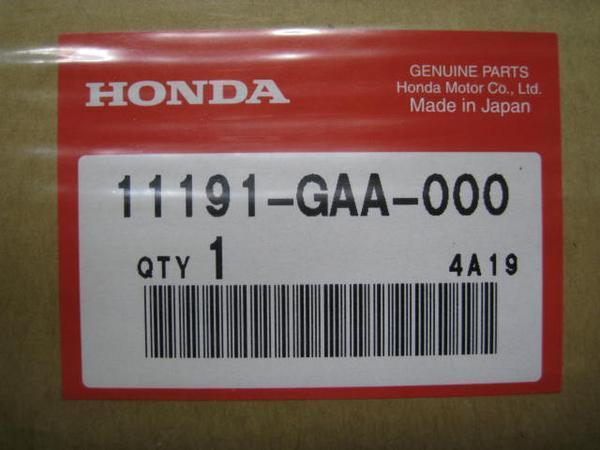 HONDA
GENUINE PARTS
Honda Motor Co., Ltd.
Made in Japan
11191-GAA-000
QTY 1 4A19